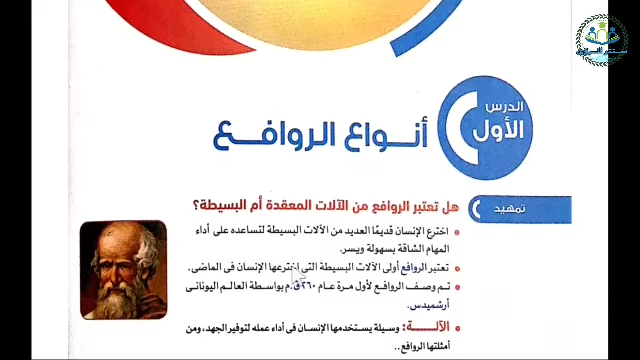 الدرس
الأول
أنـــواع الروافـــع
تمهيد
هل تعتبر الروافع من الآلات المعقدة أم البسيطة؟
• اخترع الإنسان قديمًا العديد من الآلات البسيطة لتساعده على أداء
المهام الشاقة بسهولة ويسر.
• تعتبر الروافع أولى الآلات البسيطة التى اخترعها الإنسان فى الماضى.
• تم وصف الروافع لأول مرة عام ٢٦٠ ق.م بواسطة العالم اليونانى
أرشميدس.
• الآلـــــة: وسيلة يستخدمها الإنسان فى أداء عمله لتوفير الجهد، ومن
أمثلتها الروافع..